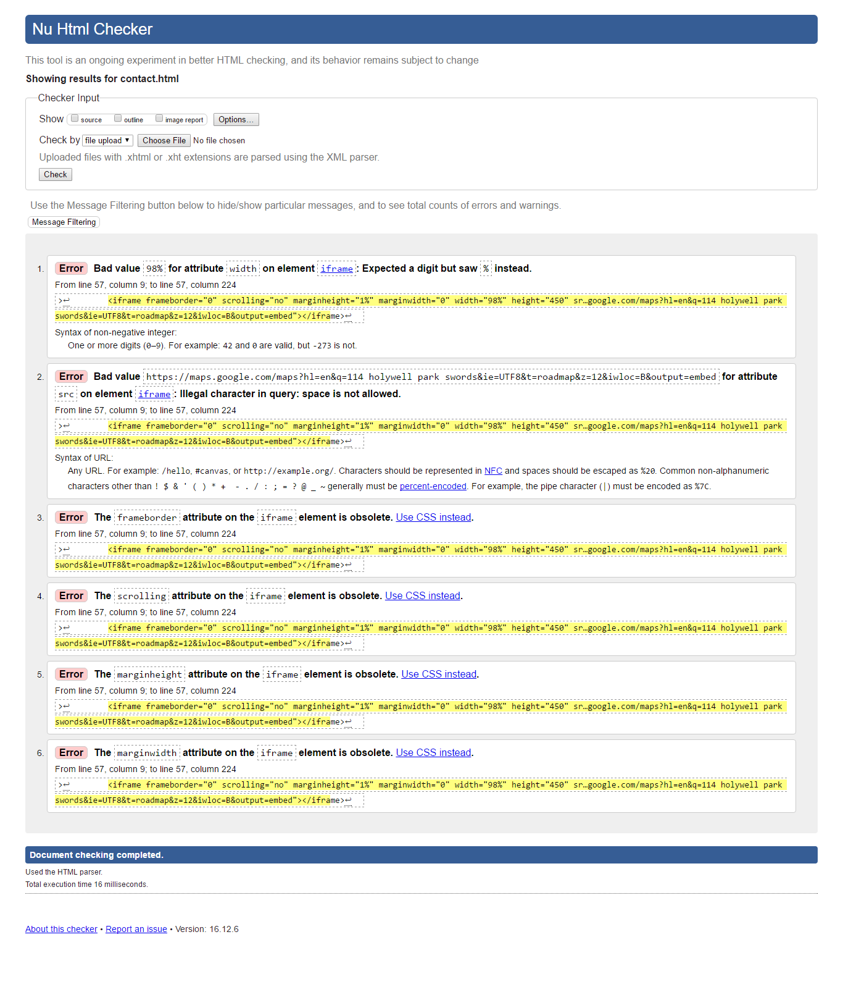 Nu Html Checker
This tool is an ongoing experiment in better HTML checking, and its behavior remains subject to change
Showing results for contact.html
Checker Input
Show source outline image report Options...
Check by file upload ▼ Choose File No file chosen
Uploaded files with .xhtml or .xht extensions are parsed using the XML parser.
Check
Use the Message Filtering button below to hide/show particular messages, and to see total counts of errors and warnings.
Message Filtering
1. Error Bad value 98% for attribute width on element iframe: Expected a digit but saw % instead.
From line 57, column 9; to line 57, column 224
>↩ <iframe frameborder="0" scrolling="no" marginheight="1%" marginwidth="0" width="98%" height="450" sr…google.com/maps?hl=en&q=114 holywell park
swords&ie=UTF8&t=roadmap&z=12&iwloc=B&output=embed"></iframe>↩
Syntax of non-negative integer:
One or more digits (0–9). For example: 42 and 0 are valid, but -273 is not.
2. Error Bad value https://maps.google.com/maps?hl=en&q=114 holywell park swords&ie=UTF8&t=roadmap&z=12&iwloc=B&output=embed for attribute
src on element iframe: Illegal character in query: space is not allowed.
From line 57, column 9; to line 57, column 224
>↩ <iframe frameborder="0" scrolling="no" marginheight="1%" marginwidth="0" width="98%" height="450" sr…google.com/maps?hl=en&q=114 holywell park
swords&ie=UTF8&t=roadmap&z=12&iwloc=B&output=embed"></iframe>↩
Syntax of URL:
Any URL. For example: /hello, #canvas, or http://example.org/. Characters should be represented in NFC and spaces should be escaped as %20. Common non-alphanumeric
characters other than ! $ & ' ( ) * + - . / : ; = ? @ _ ~ generally must be percent-encoded. For example, the pipe character (|) must be encoded as %7C.
3. Error The frameborder attribute on the iframe element is obsolete. Use CSS instead.
From line 57, column 9; to line 57, column 224
>↩ <iframe frameborder="0" scrolling="no" marginheight="1%" marginwidth="0" width="98%" height="450" sr…google.com/maps?hl=en&q=114 holywell park
swords&ie=UTF8&t=roadmap&z=12&iwloc=B&output=embed"></iframe>↩
4. Error The scrolling attribute on the iframe element is obsolete. Use CSS instead.
From line 57, column 9; to line 57, column 224
>↩ <iframe frameborder="0" scrolling="no" marginheight="1%" marginwidth="0" width="98%" height="450" sr…google.com/maps?hl=en&q=114 holywell park
swords&ie=UTF8&t=roadmap&z=12&iwloc=B&output=embed"></iframe>↩
5. Error The marginheight attribute on the iframe element is obsolete. Use CSS instead.
From line 57, column 9; to line 57, column 224
>↩ <iframe frameborder="0" scrolling="no" marginheight="1%" marginwidth="0" width="98%" height="450" sr…google.com/maps?hl=en&q=114 holywell park
swords&ie=UTF8&t=roadmap&z=12&iwloc=B&output=embed"></iframe>↩
6. Error The marginwidth attribute on the iframe element is obsolete. Use CSS instead.
From line 57, column 9; to line 57, column 224
>↩ <iframe frameborder="0" scrolling="no" marginheight="1%" marginwidth="0" width="98%" height="450" sr…google.com/maps?hl=en&q=114 holywell park
swords&ie=UTF8&t=roadmap&z=12&iwloc=B&output=embed"></iframe>↩
Document checking completed.
Used the HTML parser.
Total execution time 16 milliseconds.
About this checker • Report an issue • Version: 16.12.6